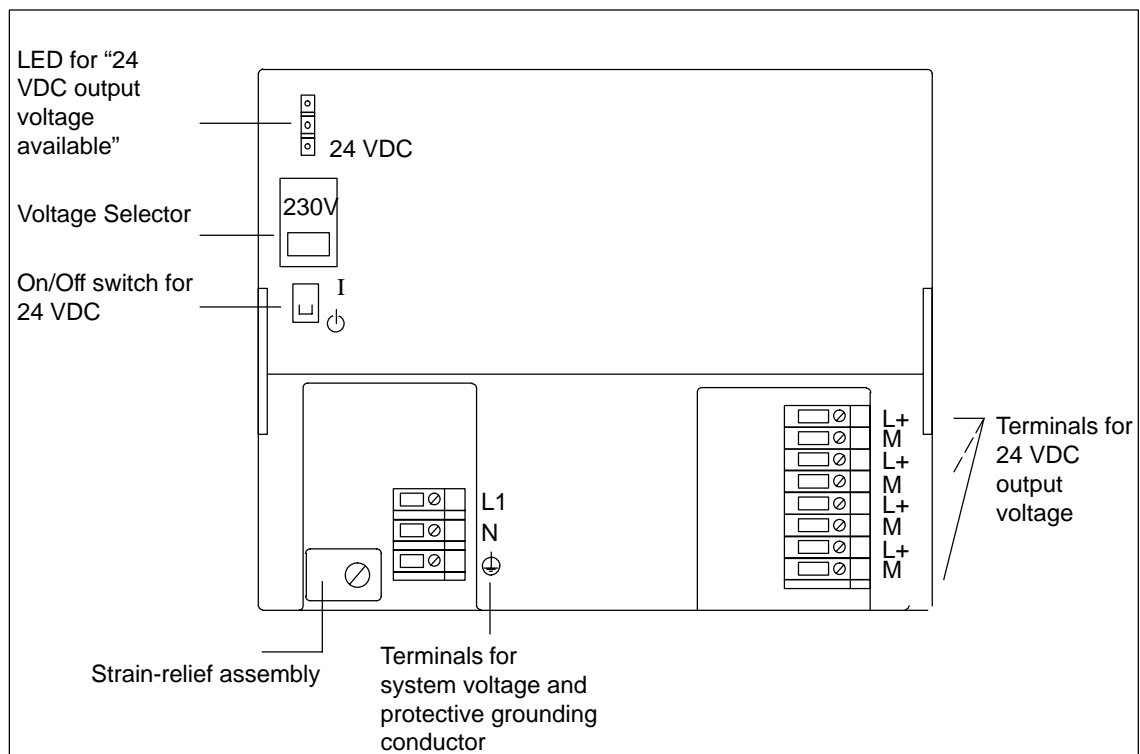 LED for “24
VDC output
voltage
available”
24 VDC
Voltage Selector
230V
On/Off switch for
24 VDC
I
L+
M
L+
M
L+
M
L+
M
Terminals for
24 VDC
output
voltage
L1
N
Strain-relief assembly
Terminals for
system voltage and
protective grounding
conductor